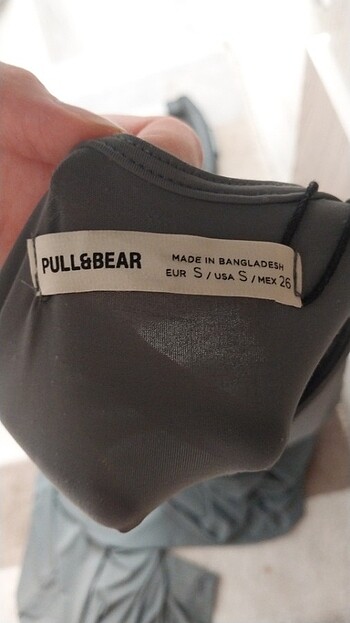 PULL&BEAR
MADE IN BANGLADESH
EUR S / USA S / MEX 26